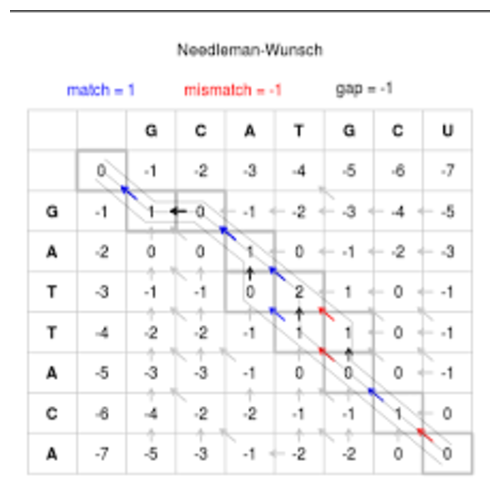 Needleman-Wunsch
match = 1 mismatch = -1 gap = -1
G C A T G C U
0 -1 -2 -3 -4 -5 -6 -7
G -1 1 0 -1 -2 -3 -4 -5
A -2 0 0 1 0 -1 -2 -3
T -3 -1 -1 0 2 1 0 -1
T -4 -2 -2 -1 1 1 0 -1
A -5 -3 -3 -1 0 0 0 -1
C -6 -4 -2 -2 -1 -1 1 0
A -7 -5 -3 -1 -2 -2 0 0